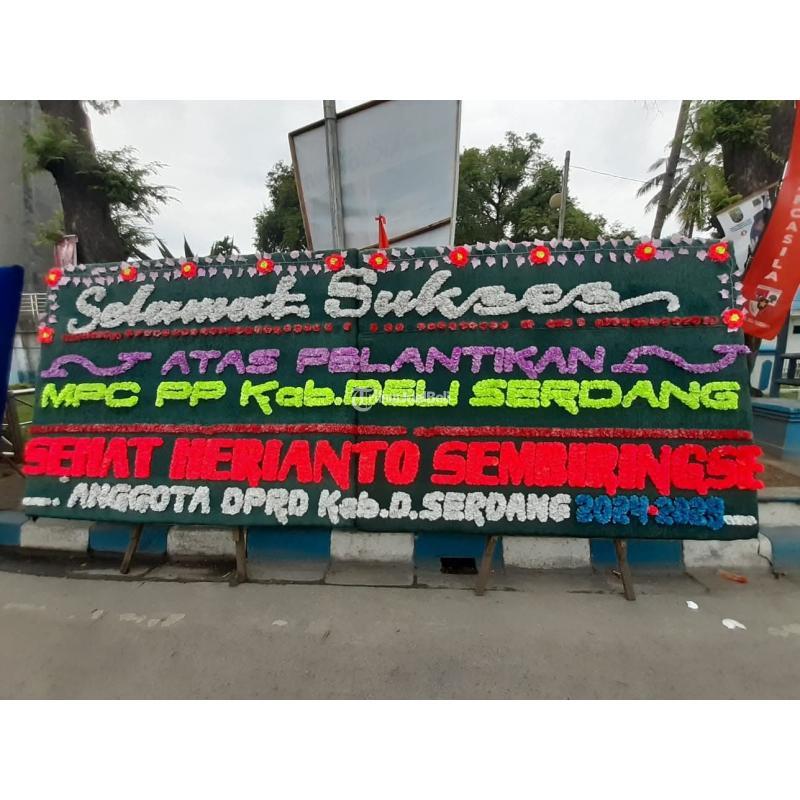 Selamat Sukses
ATAS PELANTIKAN
MPC PP Kab.DELI SERDANG
SEHAT HERIANTO SEMBIRINGSE
ANGGOTA DPRD Kab.D.SERDANG 2024-2029